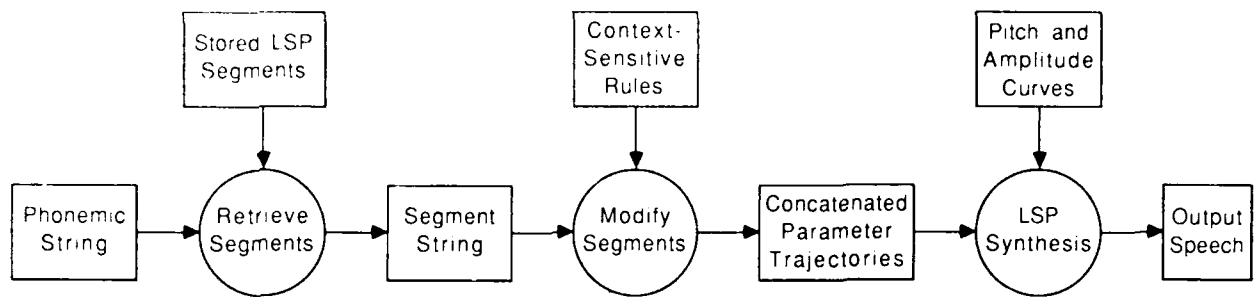 Stored LSP
Segments
Context-
Sensitive
Rules
Pitch and
Amplitude
Curves
Phonemic
String
Retrieve
Segments
Segment
String
Modify
Segments
Concatenated
Parameter
Trajectories
LSP
Synthesis
Output
Speech